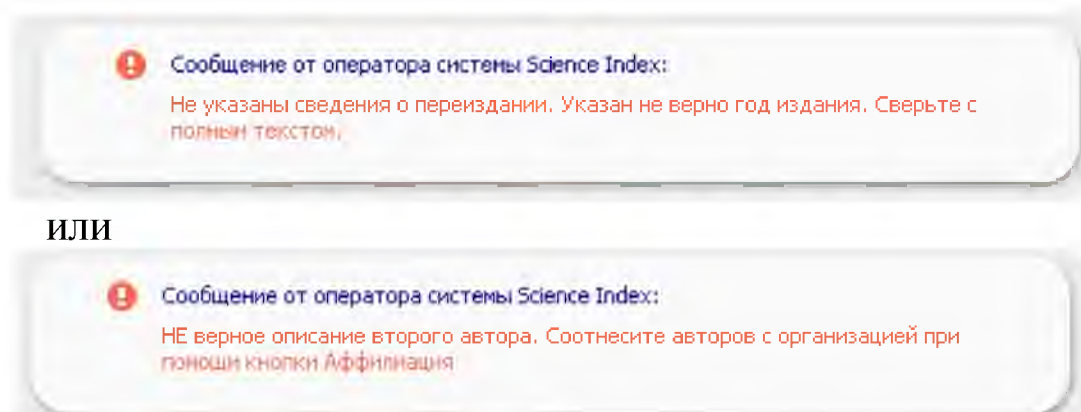 Сообщение от оператора системы Science Index:
Не указаны сведения о переиздании. Указан не верно год издания. Сверьте с
полным текстом.
или
Сообщение от оператора системы Science Index:
НЕ верное описание второго автора. Соотнесите авторов с организацией при
помощи кнопки Аффилиация